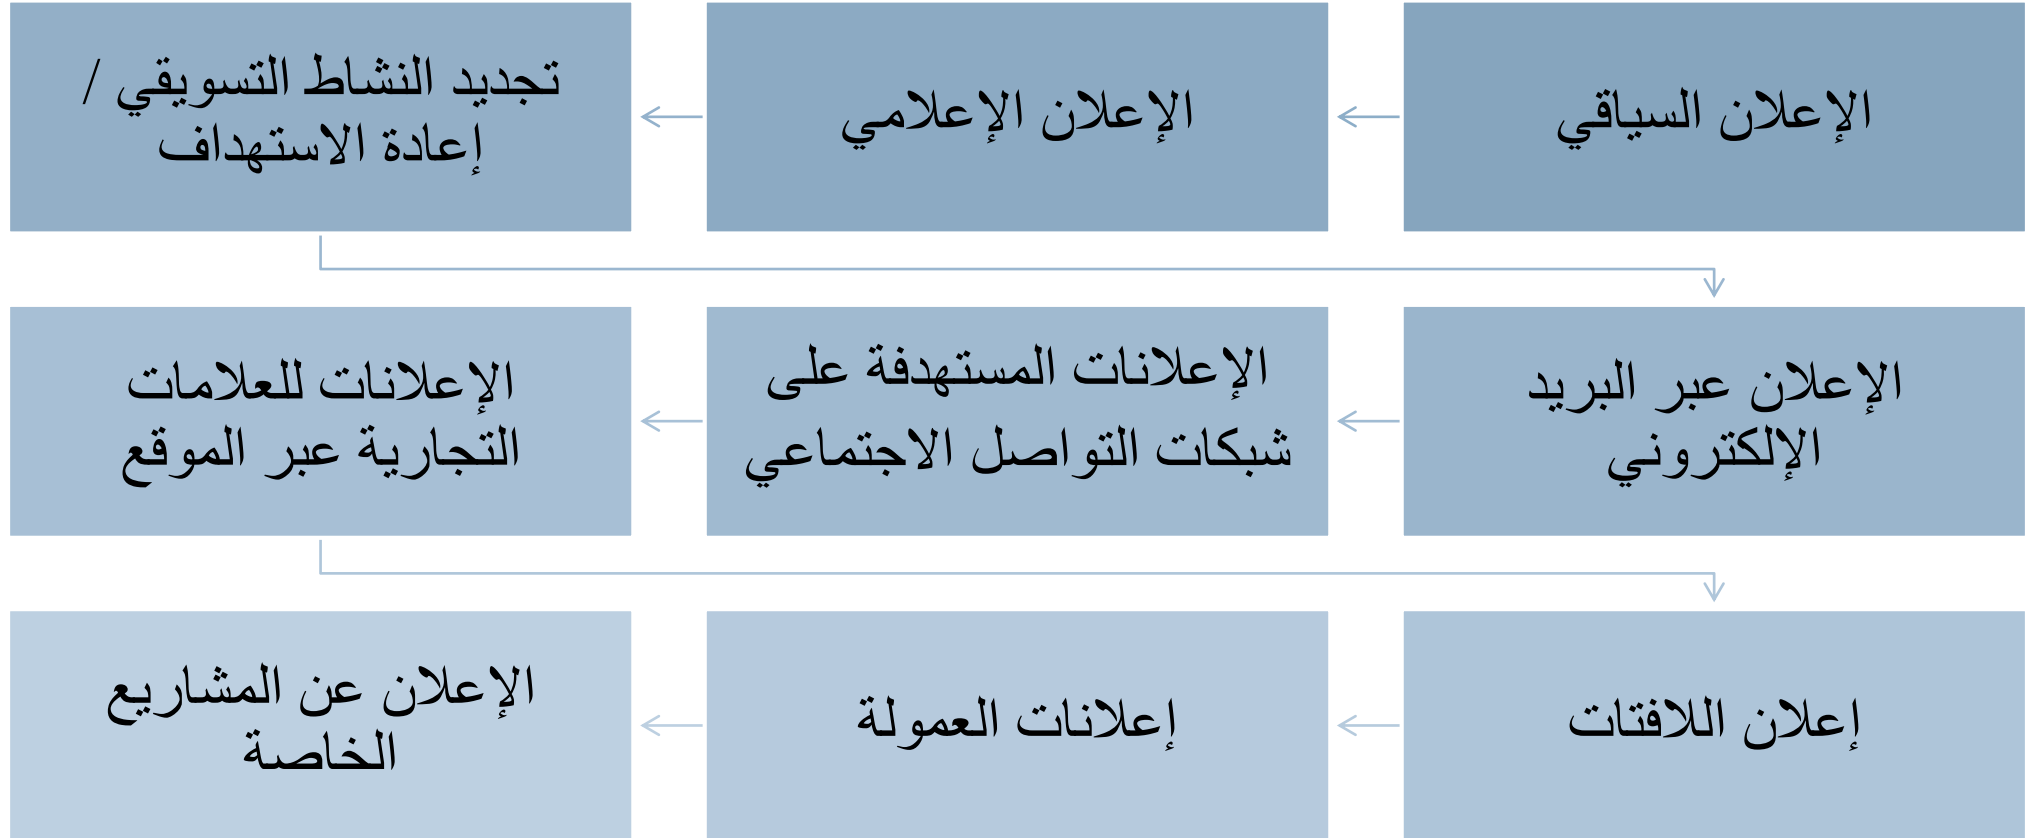 الإعلان السياقي
الإعلان الإعلامي
تجديد النشاط التسويقي /
إعادة الاستهداف
الإعلان عبر البريد
الإلكتروني
الإعلانات المستهدفة على
شبكات التواصل الاجتماعي
الإعلانات للعلامات
التجارية عبر الموقع
إعلان اللافتات
إعلانات العمولة
الإعلان عن المشاريع
الخاصة